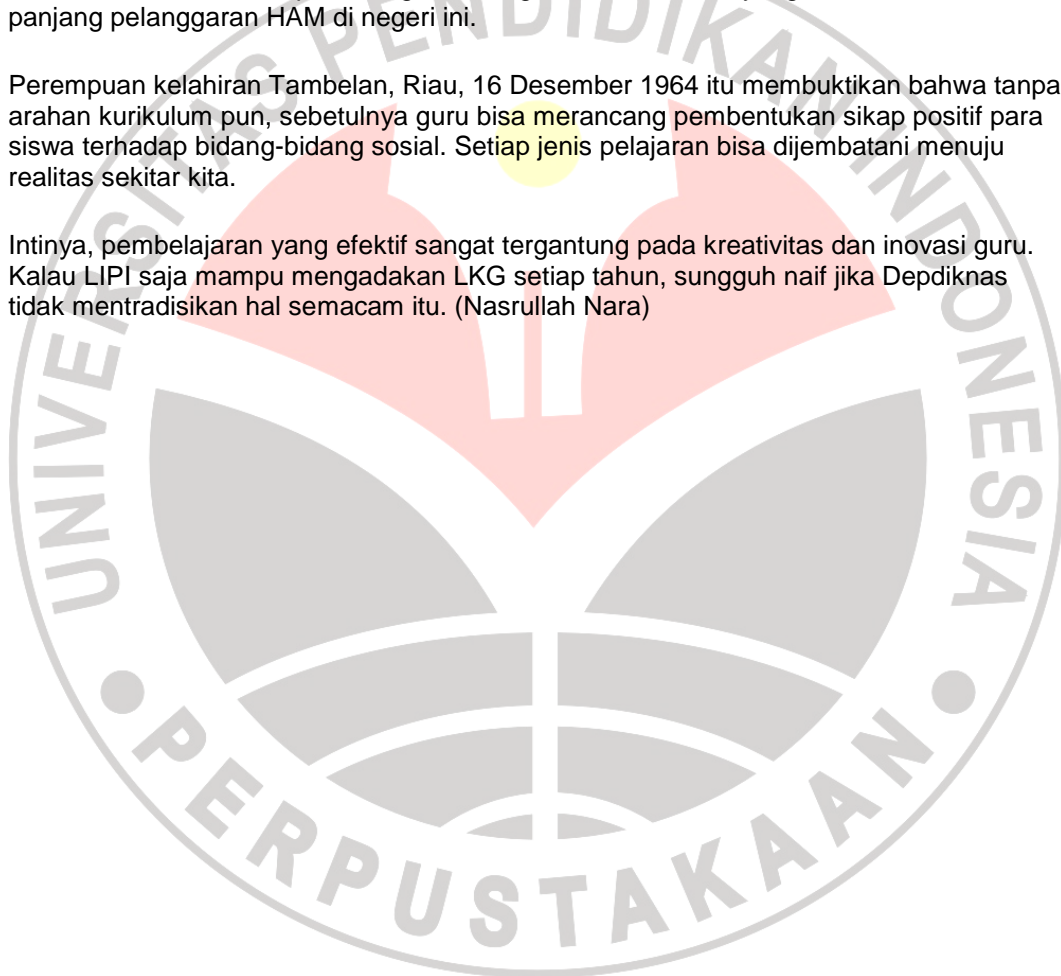 panjang pelanggaran HAM di negeri ini.
Perempuan kelahiran Tambelan, Riau, 16 Desember 1964 itu membuktikan bahwa tanpa
arahan kurikulum pun, sebetulnya guru bisa merancang pembentukan sikap positif para
siswa terhadap bidang-bidang sosial. Setiap jenis pelajaran bisa dijembatani menuju
realitas sekitar kita.
Intinya, pembelajaran yang efektif sangat tergantung pada kreativitas dan inovasi guru.
Kalau LIPI saja mampu mengadakan LKG setiap tahun, sungguh naif jika Depdiknas
tidak mentradisikan hal semacam itu. (Nasrullah Nara)
UNIVERSITAS PENDIDIKAN INDONESIA
PERPUSTAKAAN